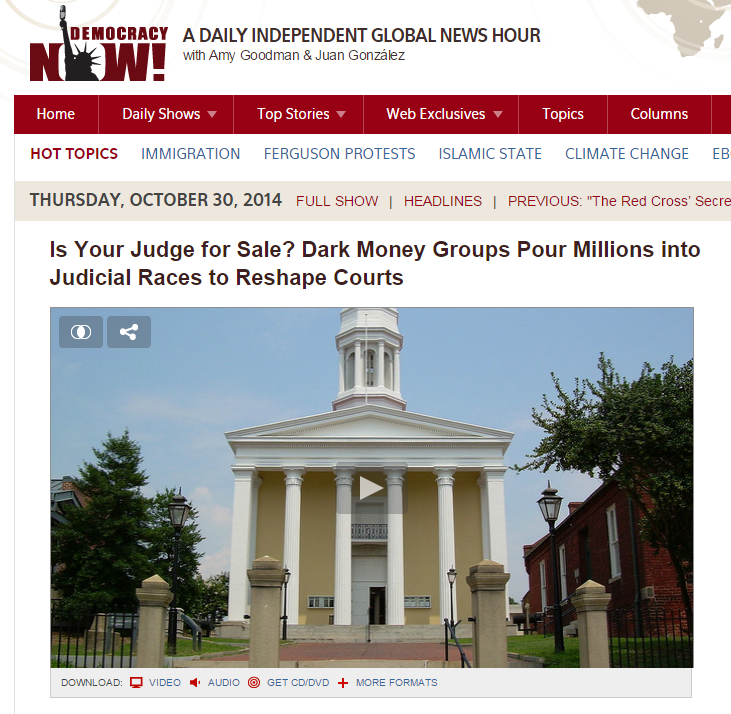 DEMOCRACY
NOW!
A DAILY INDEPENDENT GLOBAL NEWS HOUR
with Amy Goodman & Juan González
Home Daily Shows Top Stories Web Exclusives Topics Columns
HOT TOPICS IMMIGRATION FERGUSON PROTESTS ISLAMIC STATE CLIMATE CHANGE EB
THURSDAY, OCTOBER 30, 2014 FULL SHOW | HEADLINES | PREVIOUS: "The Red Cross' Secre
Is Your Judge for Sale? Dark Money Groups Pour Millions into
Judicial Races to Reshape Courts
DOWNLOAD: VIDEO AUDIO GET CD/DVD MORE FORMATS